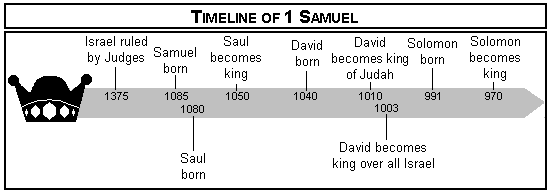 TIMELINE OF 1 SAMUEL
Israel ruled
by Judges
Samuel
born
Saul
becomes
king
David
born
David
becomes king
of Judah
Solomon
born
Solomon
becomes
king
1375
1085
1050
1040
1010
991
970
1080
1003
Saul
born
David becomes
king over all Israel